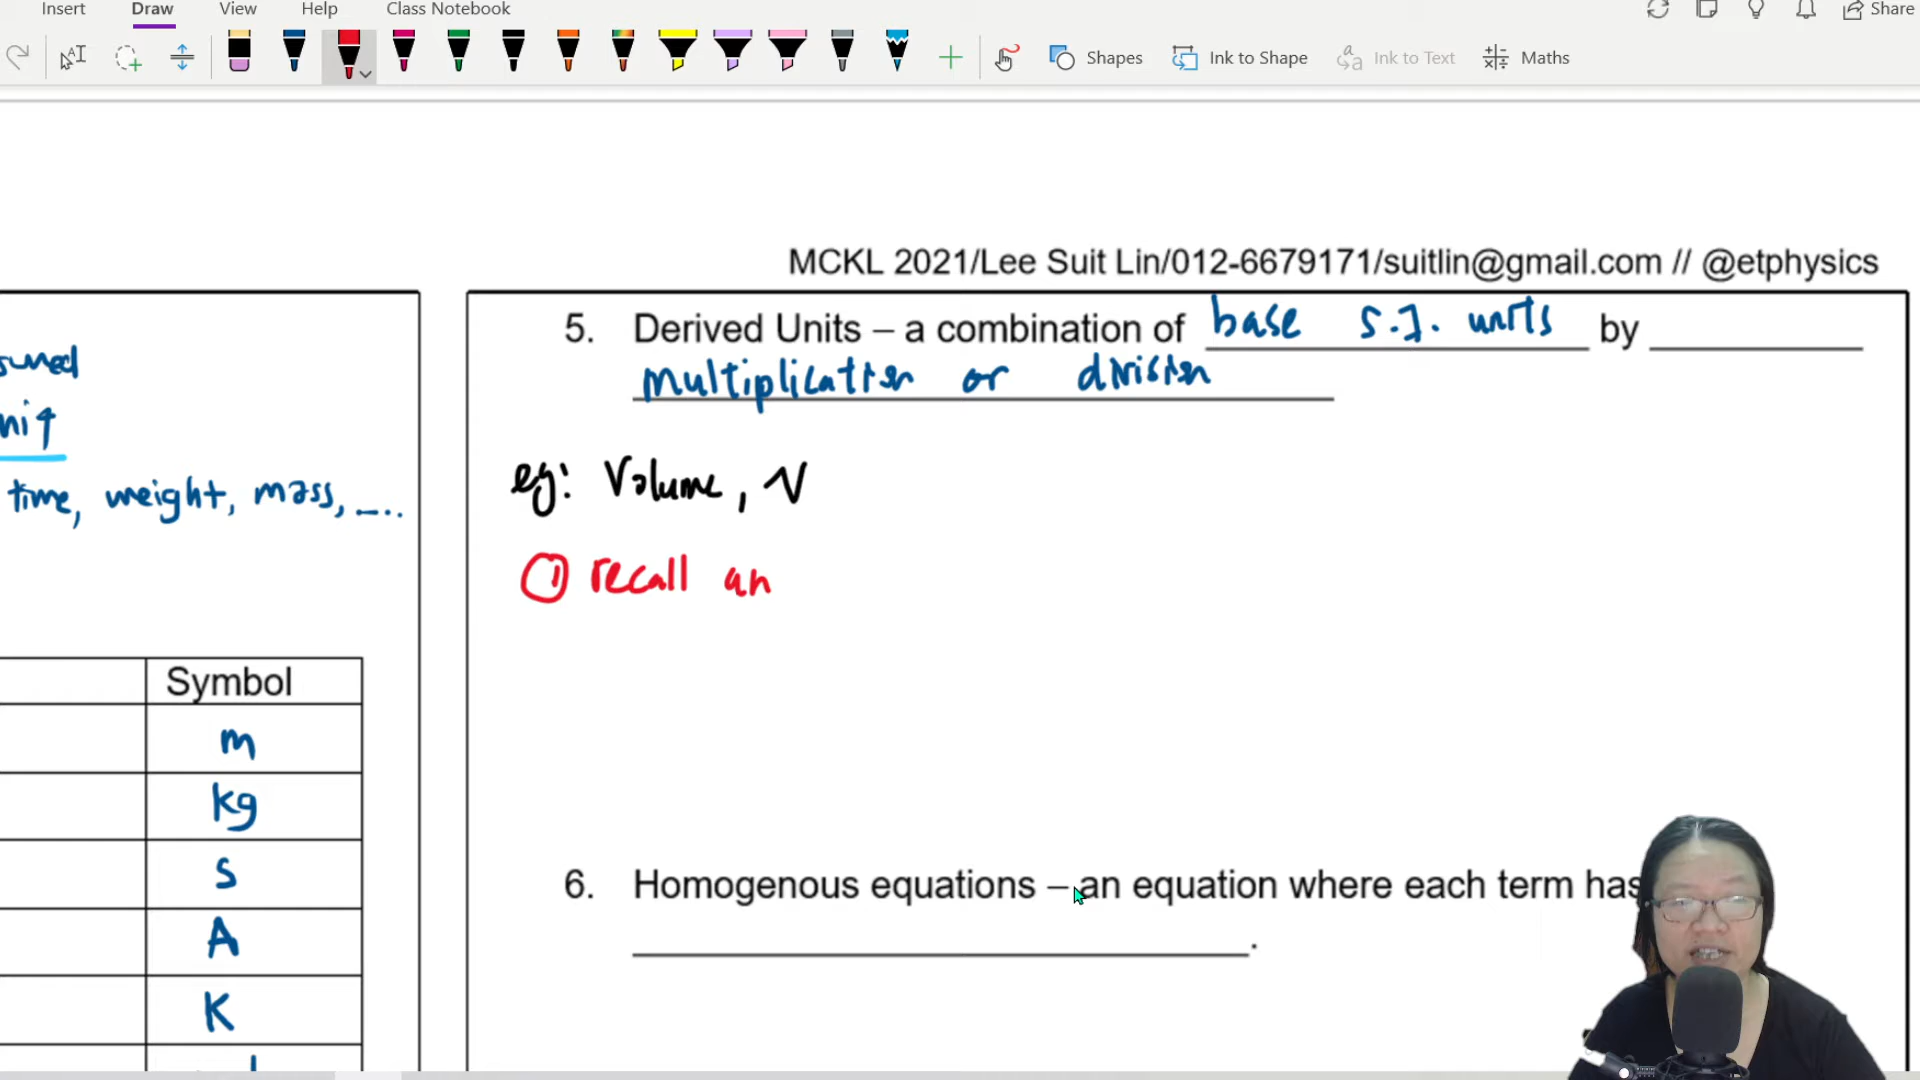 Insert Draw View Help Class Notebook Share
Shapes Ink to Shape Ink to Text Maths
MCKL 2021/Lee Suit Lin/012-6679171/suitlin@gmail.com // @etphysics
5. Derived Units – a combination of base S.I. units by
multiplication or division
eg: Volume, V
① recall an
6. Homogenous equations – an equation where each term has
.
time, weight, mass, ....
Symbol
m
kg
s
A
K